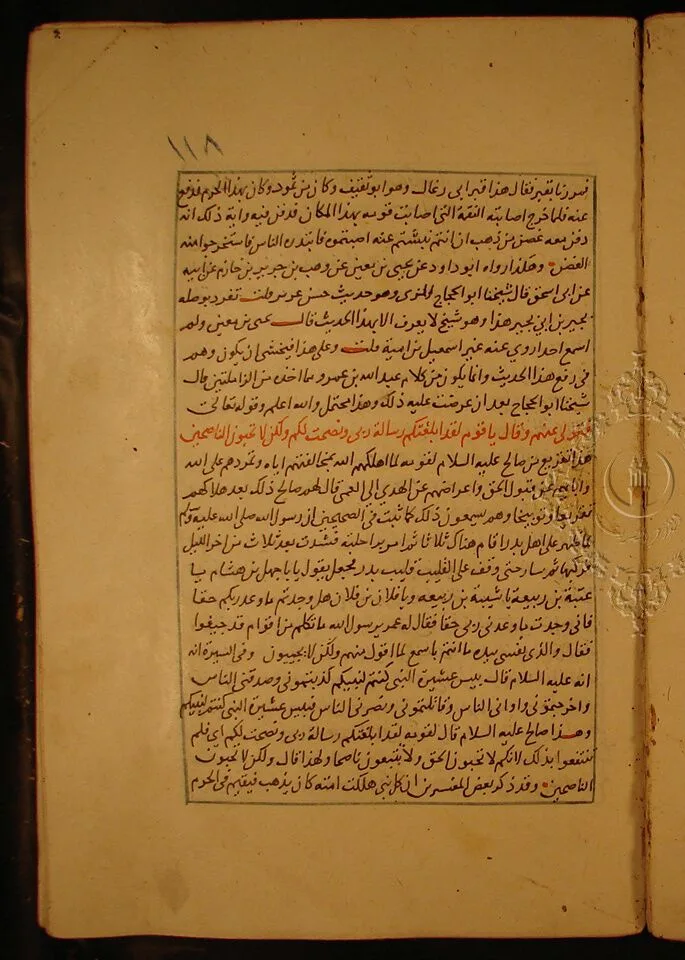 ١١٨
فمررنا بقبر فقال هذا قبر ابي رغال وهو ابو ثقيف وكان من ثمود وكان بهذا الحرم فدفع
عنه فلما خرج اصابته النقمة التي اصابت قومه بهذا المكان فدفن فيه واية ذلك انه
دفن معه غصن من ذهب ان انتم نبشتم عنه اصبتموه فابتدره الناس فاستخرجوا منه
الغصن وهكذا رواه ابو داود عن يحيى بن معين عن وهب بن جرير بن حازم عن ابيه
عن ابن اسحق قال شيخنا ابو الحجاج المزي وهو حديث حسن عزيز قلت تفرد بوصله
بجير بن ابي بجير هذا وهو شيخ لا يعرف الا بهذا الحديث قال يحيى بن معين ولم
اسمع احدا روي عنه غير اسمعيل بن امية قلت وعلى هذا فيخشى ان يكون وهم
في رفع هذا الحديث وانما يكون من كلام عبد الله بن عمرو مما اخذه من الزاملتين قال
شيخنا ابو الحجاج بعد ان عرضت عليه ذلك وهذا محتمل والله اعلم وقوله تعالى
فتولى عنهم وقال يا قوم لقد ابلغتكم رسالة ربي ونصحت لكم ولكن لا تحبون الناصحين
هذا تقريع من صالح عليه السلام لقومه لما اهلكهم الله بمخالفتهم اياه وتمردهم على الله
وابائهم عن قبول الحق واعراضهم عن الهدي الى العمى قال لهم صالح ذلك بعد هلاكهم
تقريعا وتوبيخا وهم يسمعون ذلك كما ثبت في الصحيحين ان رسول الله صلى الله عليه وسلم
لما ظهر على اهل بدر اقام هناك ثلاثا ثم امر براحلته فشدت بعد ثلاث من اخر الليل
فركبها ثم سار حتى وقف على القليب قليب بدر فجعل يقول يا ابا جهل بن هشام يا
عتبة بن ربيعة يا شيبة بن ربيعه ويا فلان بن فلان هل وجدتم ما وعد ربكم حقا
فاني وجدت ما وعدني ربي حقا فقال له عمر يا رسول الله ما تكلم من اقوام قد جيفوا
فقال والذي نفسي بيده ما انتم باسمع لما اقول منهم ولكن لا يجيبون وفي السيرة انه
انه عليه السلام قال بيس عشيرة النبي كنتم لنبيكم كذبتموني وصدقني الناس
واخرجتموني واواني الناس وقاتلتموني ونصرني الناس فبيس عشيرة النبي كنتم لنبيكم
وهذا صالح عليه السلام قال لقومه لقد ابلغتكم رسالة ربي ونصحت لكم اي فلم
تنتفعوا بذلك لانكم لا تحبون الحق ولا تتبعون ناصحا ولهذا قال ولكن لا تحبون
الناصحين وقد ذكر بعض المفسرين ان كل نبي هلكت امته كان يذهب فيقيم في الحرم